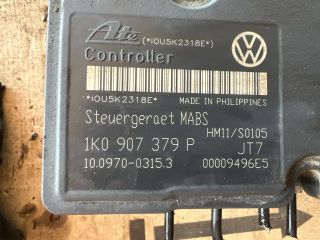 Ate (*IOU5K2318E*)
Controller
*IOU5K2318E* MADE IN PHILIPPINES
Steuergeraet MABS
HM11/S0105
1K0 907 379 P JT7
10.0970-0315.3 00009496E5